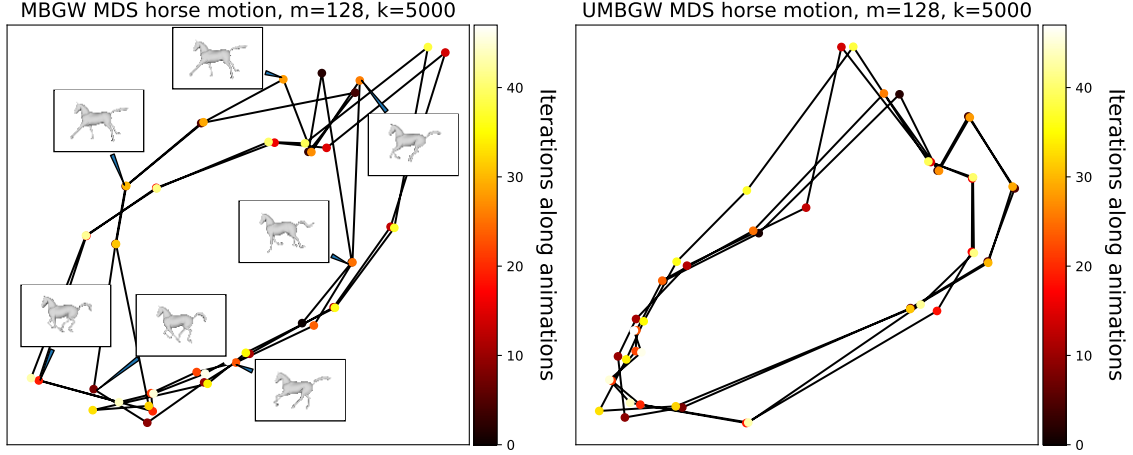 MBGW MDS horse motion, m=128, k=5000
40
30
20
10
0
Iterations along animations
UMBGW MDS horse motion, m=128, k=5000
40
30
20
10
0
Iterations along animations